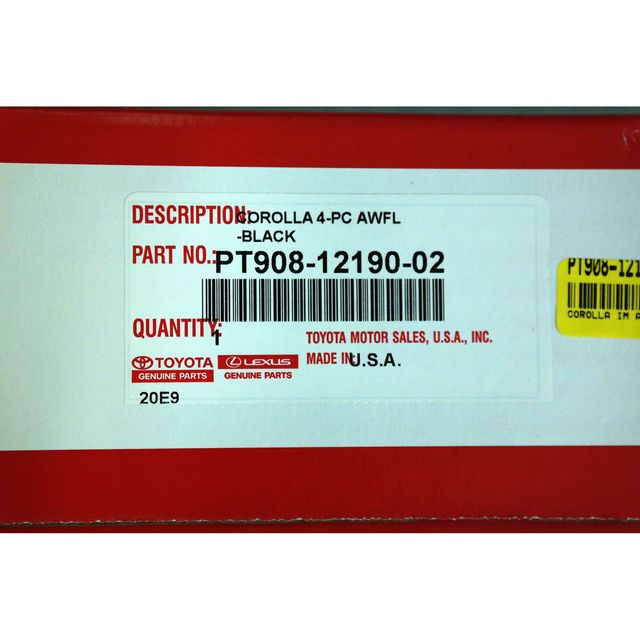 DESCRIPTION: COROLLA 4-PC AWFL
-BLACK
PART NO.: PT908-12190-02
QUANTITY: 1
TOYOTA MOTOR SALES, U.S.A., INC.
MADE IN: U.S.A.
TOYOTA
GENUINE PARTS
LEXUS
GENUINE PARTS
20E9
PT908-121
COROLLA IM